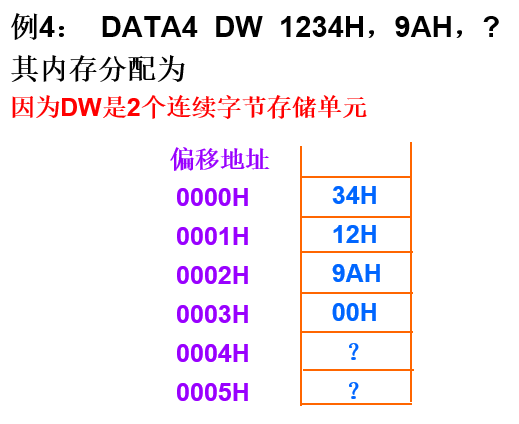 例4： DATA4 DW 1234H，9AH，?
其内存分配为
因为DW是2个连续字节存储单元
偏移地址
0000H 34H
0001H 12H
0002H 9AH
0003H 00H
0004H ？
0005H ？